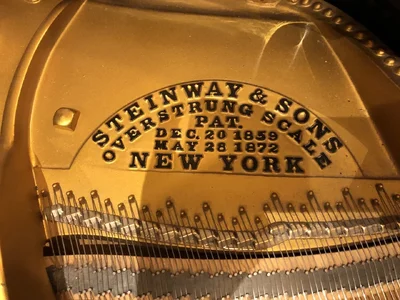 STEINWAY & SONS
OVERSTRUNG SCALE
PAT.
DEC. 20 1859
MAY 28 1872
NEW YORK